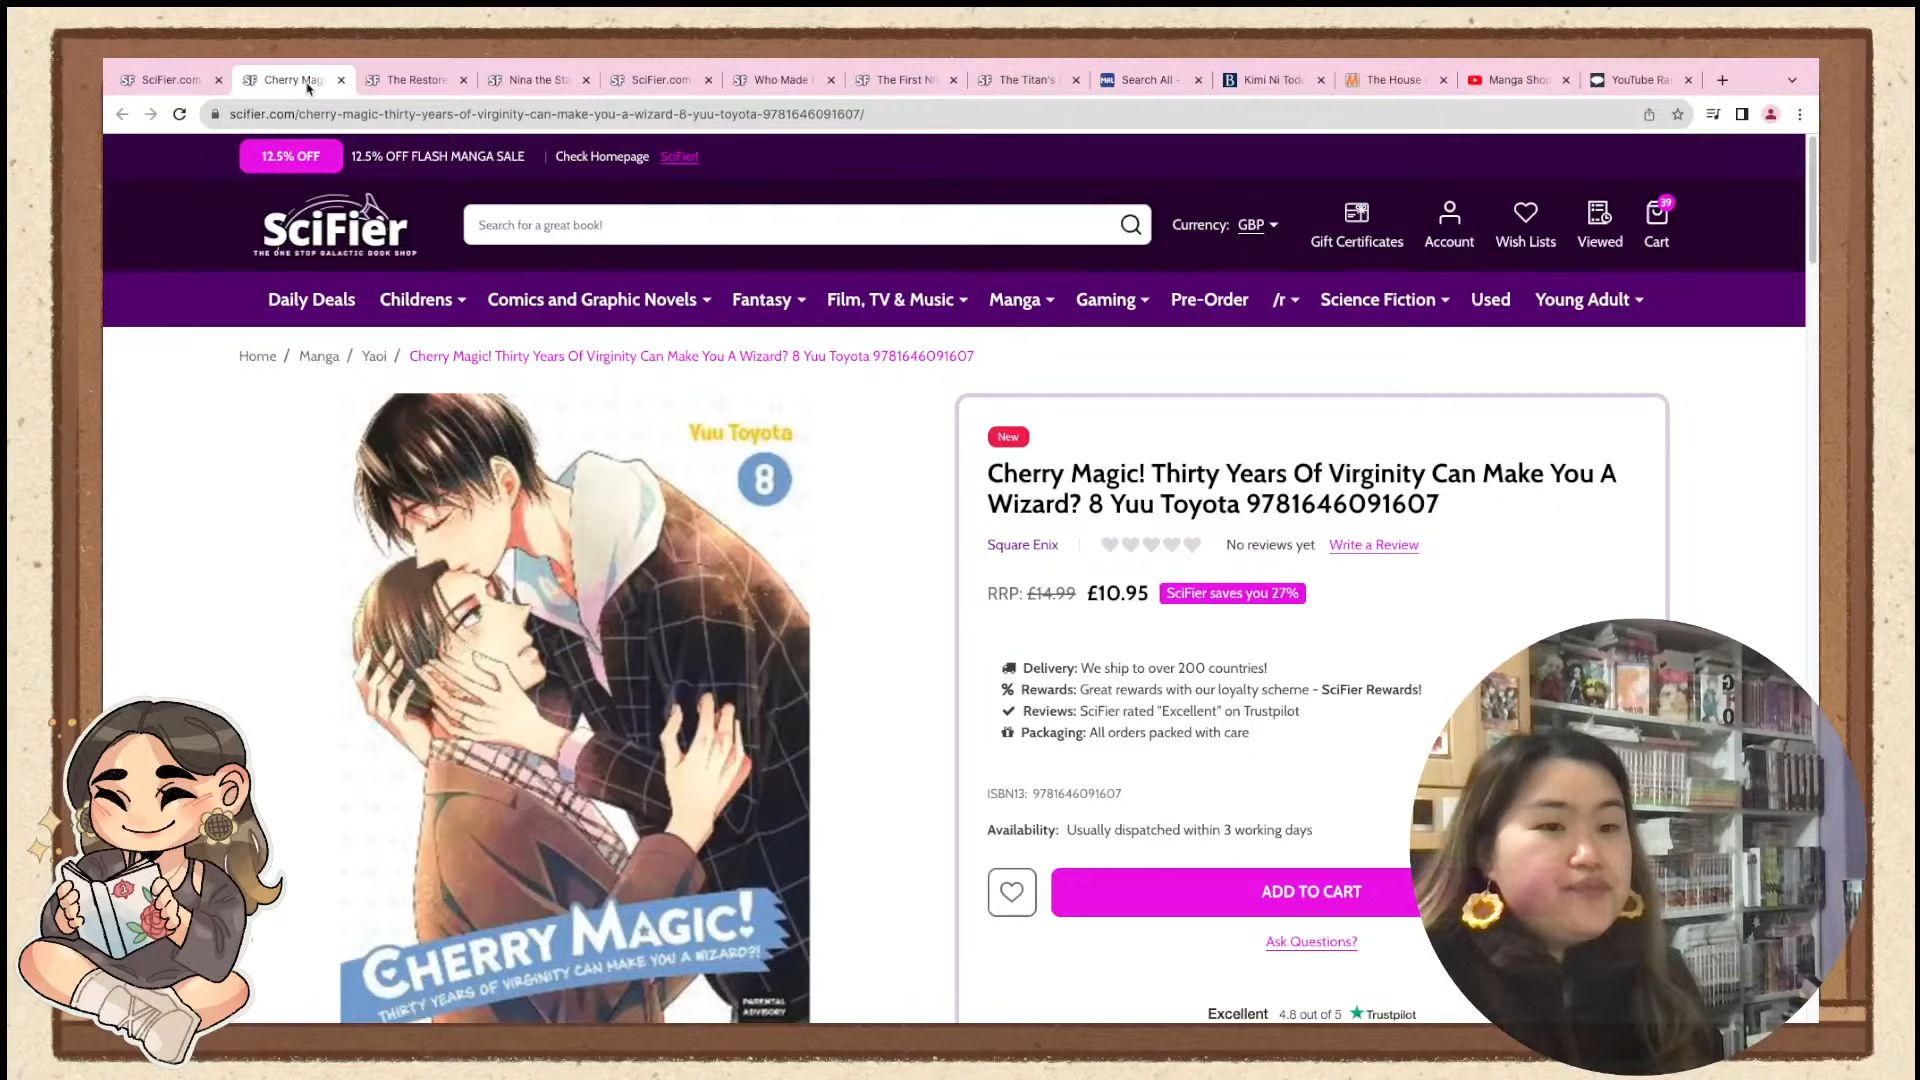 SciFier.com
Cherry Mag
The Restore
Nina the Sta
SciFier.com
Who Made
The First Ni
The Titan's
MAL Search All -
B Kimi Ni Tod
The House
Manga Shop
YouTube Ra
scifier.com/cherry-magic-thirty-years-of-virginity-can-make-you-a-wizard-8-yuu-toyota-9781646091607/
12.5% OFF 12.5% OFF FLASH MANGA SALE | Check Homepage SciFier!
SciFier
THE ONE STOP GALACTIC BOOK SHOP
Search for a great book!
Currency: GBP
Gift Certificates
Account
Wish Lists
Viewed
39
Cart
Daily Deals Childrens Comics and Graphic Novels Fantasy Film, TV & Music Manga Gaming Pre-Order /r Science Fiction Used Young Adult
Home / Manga / Yaoi / Cherry Magic! Thirty Years Of Virginity Can Make You A Wizard? 8 Yuu Toyota 9781646091607
Yuu Toyota
8
CHERRY MAGIC!
THIRTY YEARS OF VIRGINITY CAN MAKE YOU A WIZARD?!
PARENTAL
ADVISORY
New
Cherry Magic! Thirty Years Of Virginity Can Make You A
Wizard? 8 Yuu Toyota 9781646091607
Square Enix | No reviews yet Write a Review
RRP: £14.99 £10.95 SciFier saves you 27%
Delivery: We ship to over 200 countries!
Rewards: Great rewards with our loyalty scheme - SciFier Rewards!
Reviews: SciFier rated "Excellent" on Trustpilot
Packaging: All orders packed with care
ISBN13: 9781646091607
Availability: Usually dispatched within 3 working days
ADD TO CART
Ask Questions?
Excellent 4.8 out of 5 Trustpilot